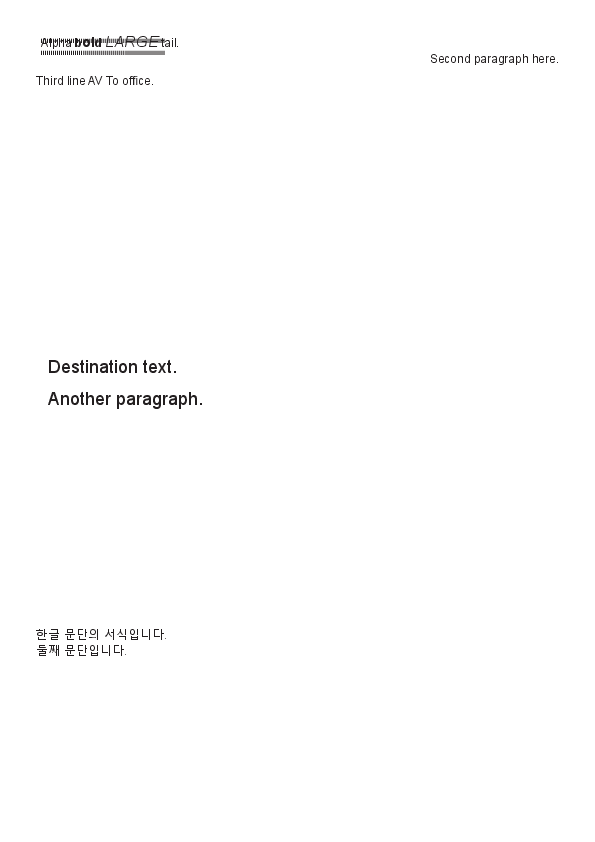 Alpha bold LARGE tail.
Second paragraph here.
Third line AV To office.
Destination text.
Another paragraph.
한글 문단의 서식입니다.
둘째 문단입니다.